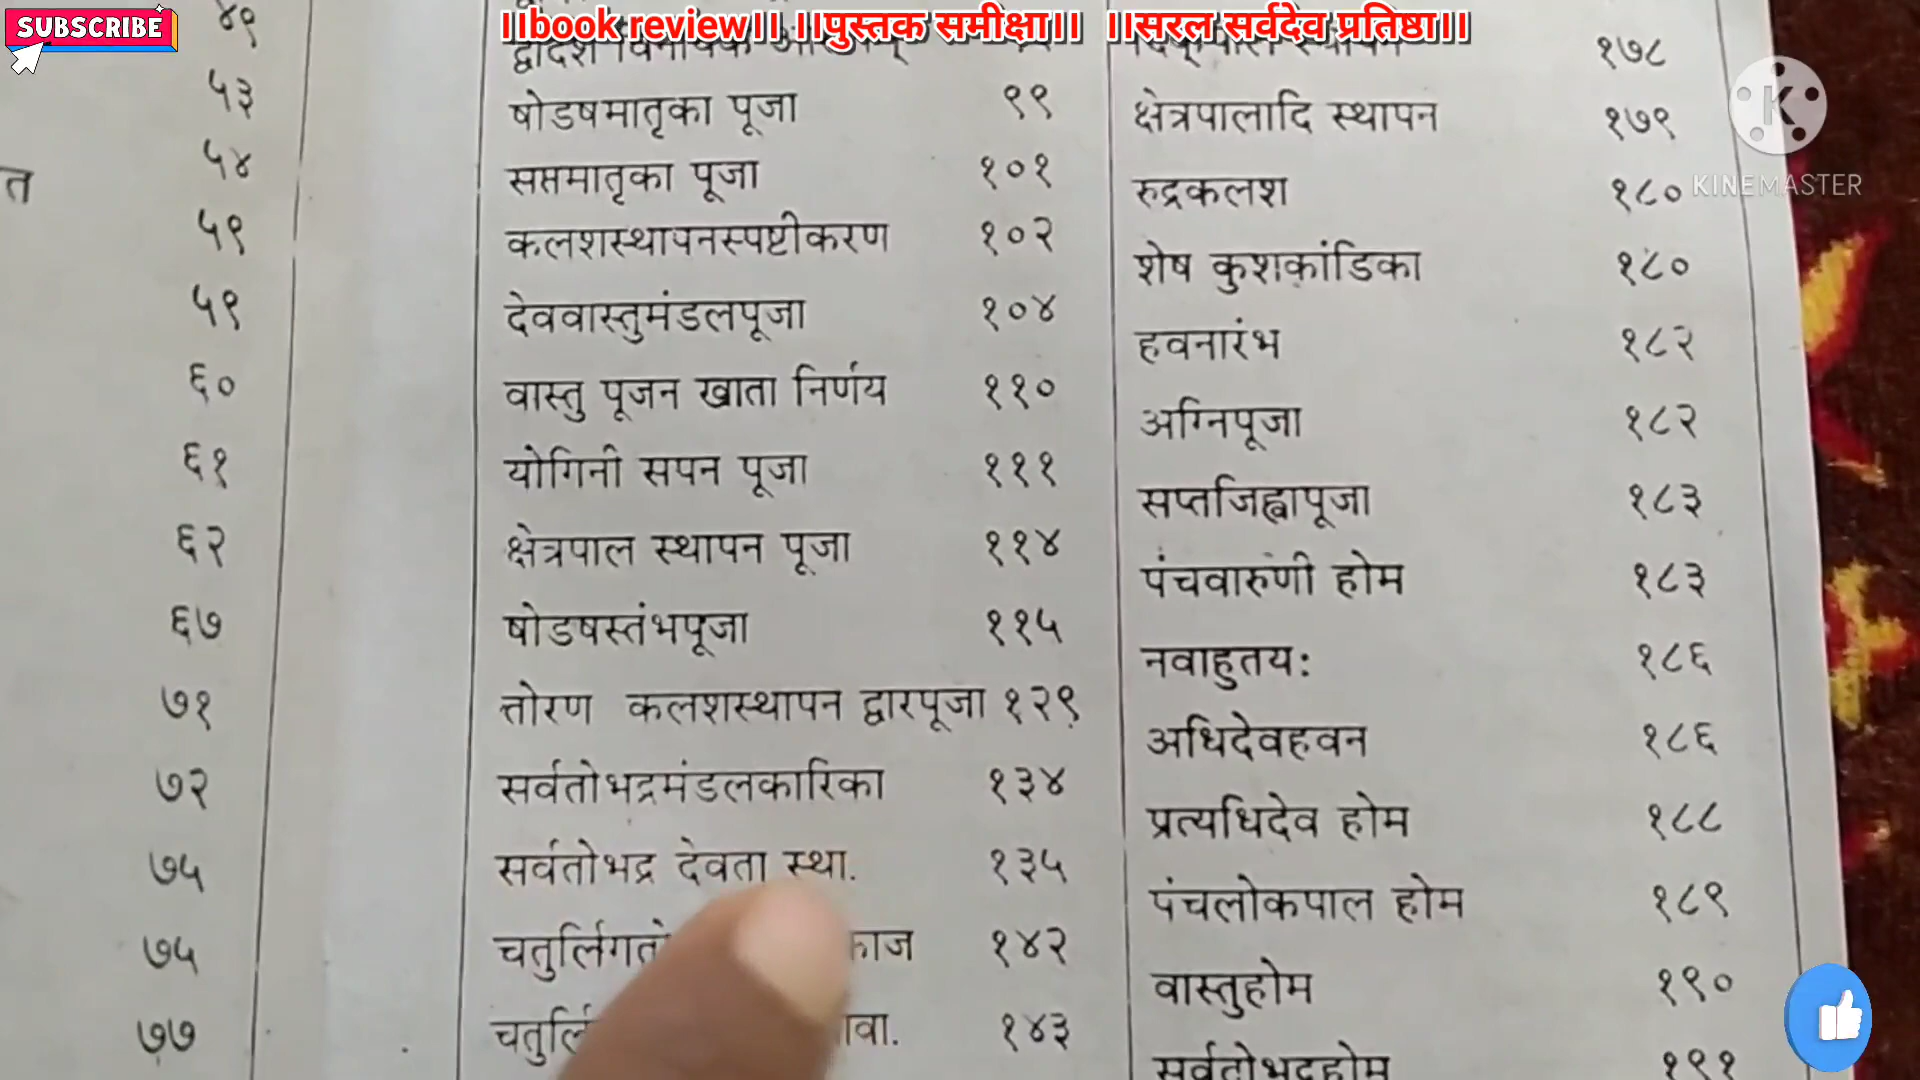 SUBSCRIBE
।।book review।। ।।पुस्तक समीक्षा।। ।।सरल सर्वदेव प्रतिष्ठा।।
KINEMASTER
त
४९
५३
५४
५९
५९
६०
६१
६२
६७
७१
७२
७५
७५
७७
षोडषमातृका पूजा ९९
सप्तमातृका पूजा १०१
कलशस्थापनस्पष्टीकरण १०२
देववास्तुमंडलपूजा १०४
वास्तु पूजन खाता निर्णय ११०
योगिनी सपन पूजा १११
क्षेत्रपाल स्थापन पूजा ११४
षोडषस्तंभपूजा ११५
त्तोरण कलशस्थापन द्वारपूजा १२९
सर्वतोभद्रमंडलकारिका १३४
सर्वतोभद्र देवता स्था. १३५
१४२
१४३
१७८
क्षेत्रपालादि स्थापन १७९
रुद्रकलश १८०
शेष कुशकांडिका १८०
हवनारंभ १८२
अग्निपूजा १८२
सप्तजिह्वापूजा १८३
पंचवारुणी होम १८३
नवाहुतय: १८६
अधिदेवहवन १८६
प्रत्यधिदेव होम १८८
पंचलोकपाल होम १८९
वास्तुहोम १९०
सर्वतोभद्रहोम १९१